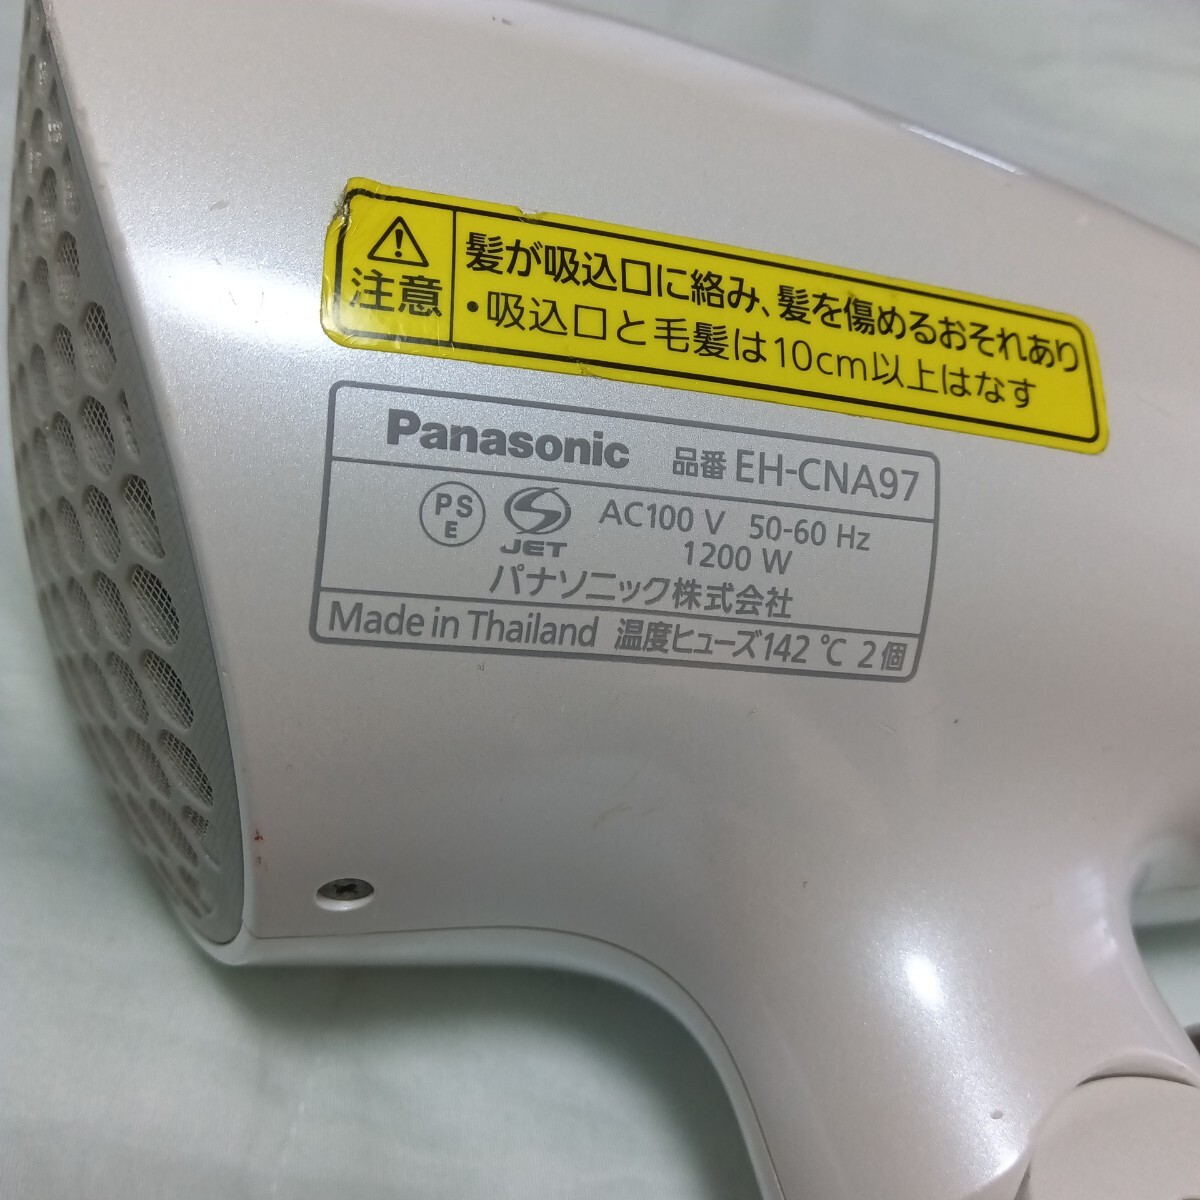 注意
髪が吸込口に絡み、髪を傷めるおそれあり
・吸込口と毛髪は10cm以上はなす
Panasonic 品番 EH-CNA97
PS E JET AC100 V 50-60 Hz
1200 W
パナソニック株式会社
Made in Thailand 温度ヒューズ142 ℃ 2個